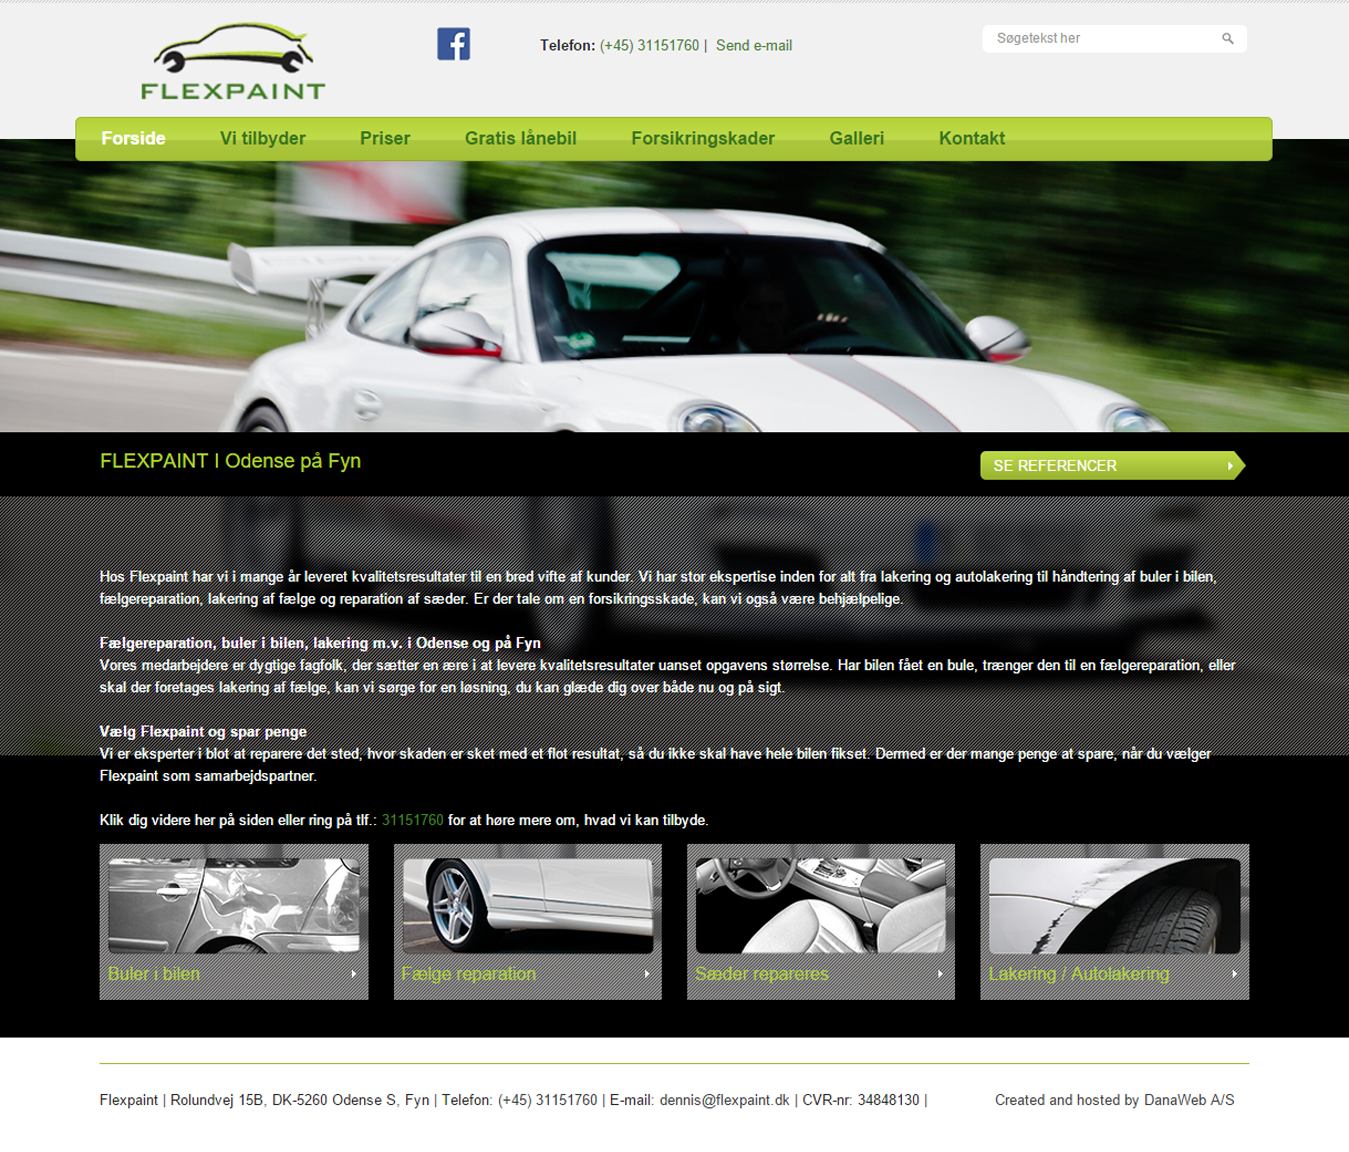 FLEXPAINT
Telefon: (+45) 31151760 | Send e-mail
Søgetekst her
Forside Vi tilbyder Priser Gratis lånebil Forsikringskader Galleri Kontakt
FLEXPAINT I Odense på Fyn
SE REFERENCER
Hos Flexpaint har vi i mange år leveret kvalitetsresultater til en bred vifte af kunder. Vi har stor ekspertise inden for alt fra lakering og autolakering til håndtering af buler i bilen,
fælgereparation, lakering af fælge og reparation af sæder. Er der tale om en forsikringsskade, kan vi også være behjælpelige.
Fælgereparation, buler i bilen, lakering m.v. i Odense og på Fyn
Vores medarbejdere er dygtige fagfolk, der sætter en ære i at levere kvalitetsresultater uanset opgavens størrelse. Har bilen fået en bule, trænger den til en fælgereparation, eller
skal der foretages lakering af fælge, kan vi sørge for en løsning, du kan glæde dig over både nu og på sigt.
Vælg Flexpaint og spar penge
Vi er eksperter i blot at reparere det sted, hvor skaden er sket med et flot resultat, så du ikke skal have hele bilen fikset. Dermed er der mange penge at spare, når du vælger
Flexpaint som samarbejdspartner.
Klik dig videre her på siden eller ring på tlf.: 31151760 for at høre mere om, hvad vi kan tilbyde.
Buler i bilen
Fælge reparation
Sæder repareres
Lakering / Autolakering
Flexpaint | Rolundvej 15B, DK-5260 Odense S, Fyn | Telefon: (+45) 31151760 | E-mail: dennis@flexpaint.dk | CVR-nr: 34848130 |
Created and hosted by DanaWeb A/S